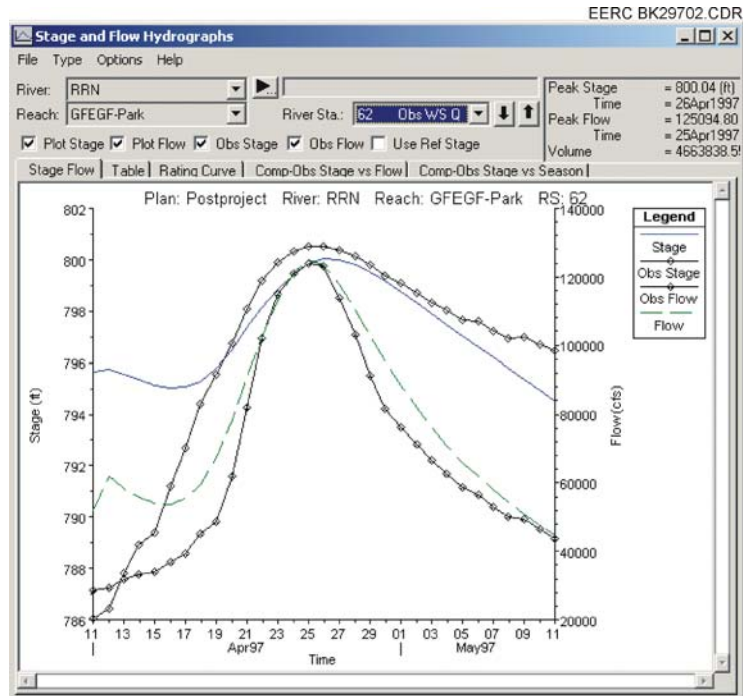 EERC BK29702.CDR
Stage and Flow Hydrographs
File Type Options Help
River: RRN
Reach: GFEGF-Park River Sta.: 62 Obs WS Q
Plot Stage Plot Flow Obs Stage Obs Flow Use Ref Stage
Peak Stage = 800.04 (ft)
Time = 26Apr1997
Peak Flow = 125094.80
Time = 25Apr1997
Volume = 4663838.5
Stage Flow Table Rating Curve Comp-Obs Stage vs Flow Comp-Obs Stage vs Season
Plan: Postproject River: RRN Reach: GFEGF-Park RS: 62
802
800
798
796
794
792
790
788
786
Stage (ft)
140000
120000
100000
80000
60000
40000
20000
Flow(cfs)
11 13 15 17 19 21 23 25 27 29 01 03 05 07 09 11
Apr97 May97
Time
Legend
Stage
Obs Stage
Obs Flow
Flow